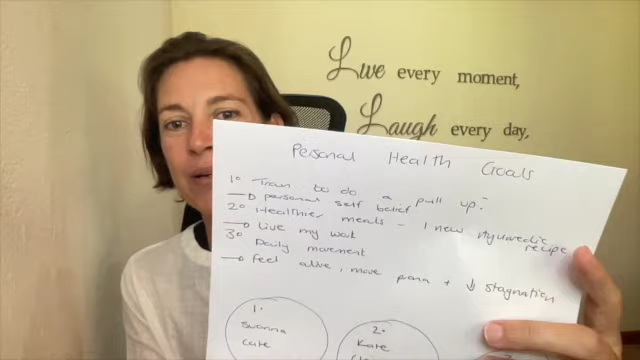 Live every moment,
Laugh every day,
Personal Health Goals
1° Train to do a pull up.
→ personal self belief
2° Healthier meals - 1 new Ayurvedic recipe
→ Live my work
3° Daily movement
→ Feel alive, move + ↓ stagnation
1°
Swanna
Cate
2°
Kate